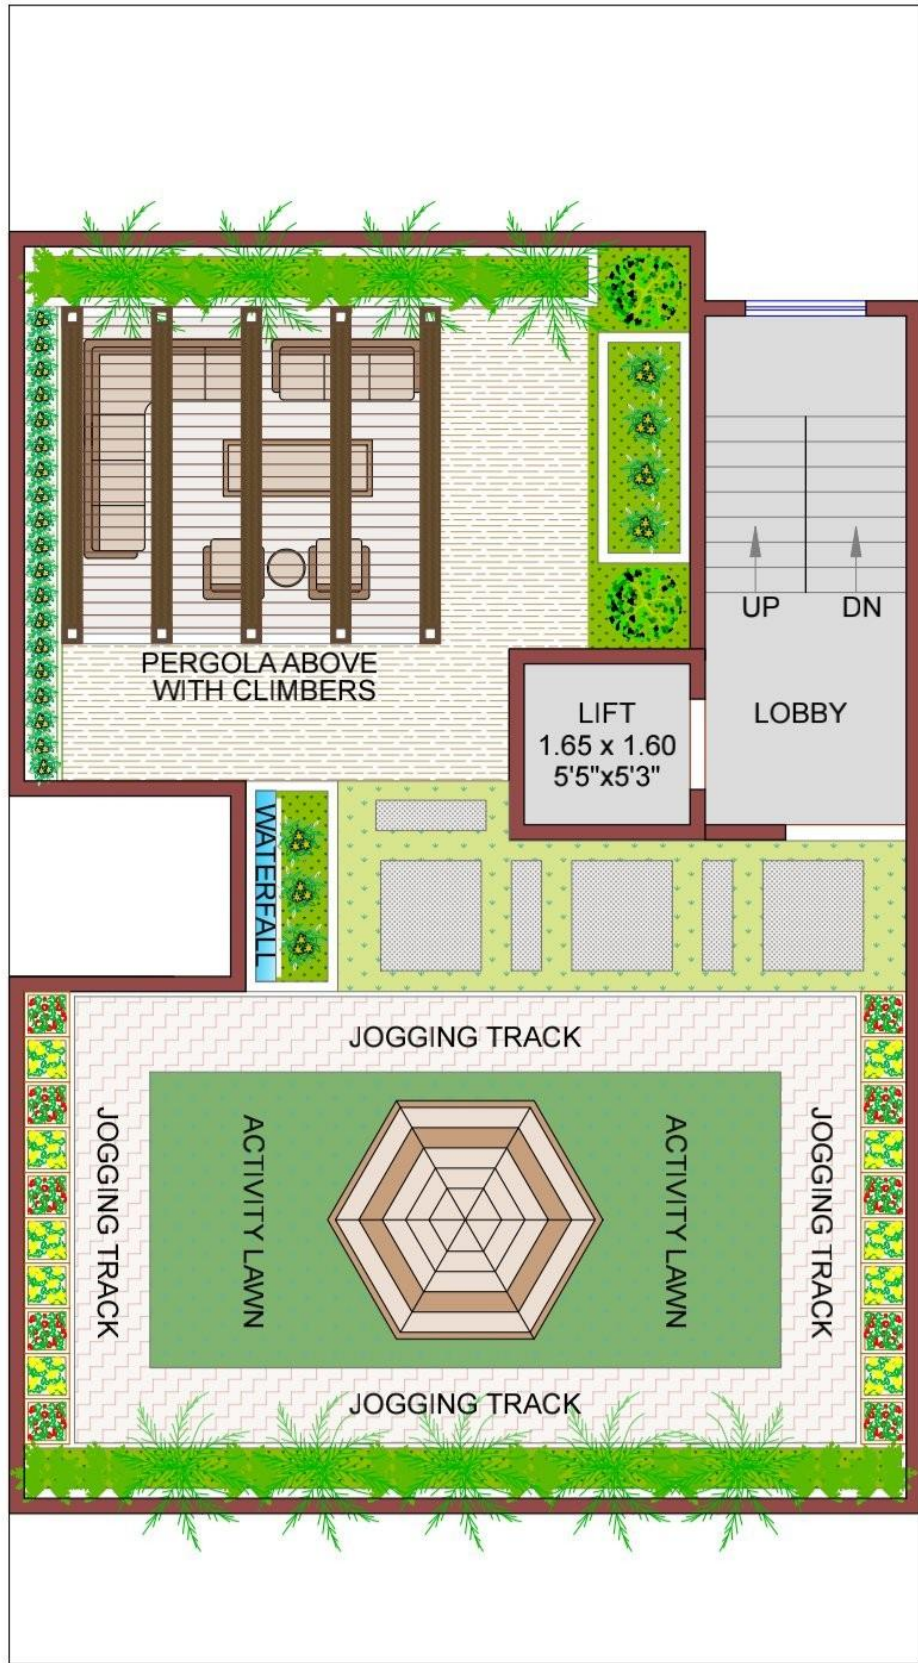 UP
DN
PERGOLA ABOVE
WITH CLIMBERS
LIFT
1.65 x 1.60
5'5"x5'3"
LOBBY
WATERFALL
JOGGING TRACK
JOGGING TRACK
ACTIVITY LAWN
ACTIVITY LAWN
JOGGING TRACK
JOGGING TRACK